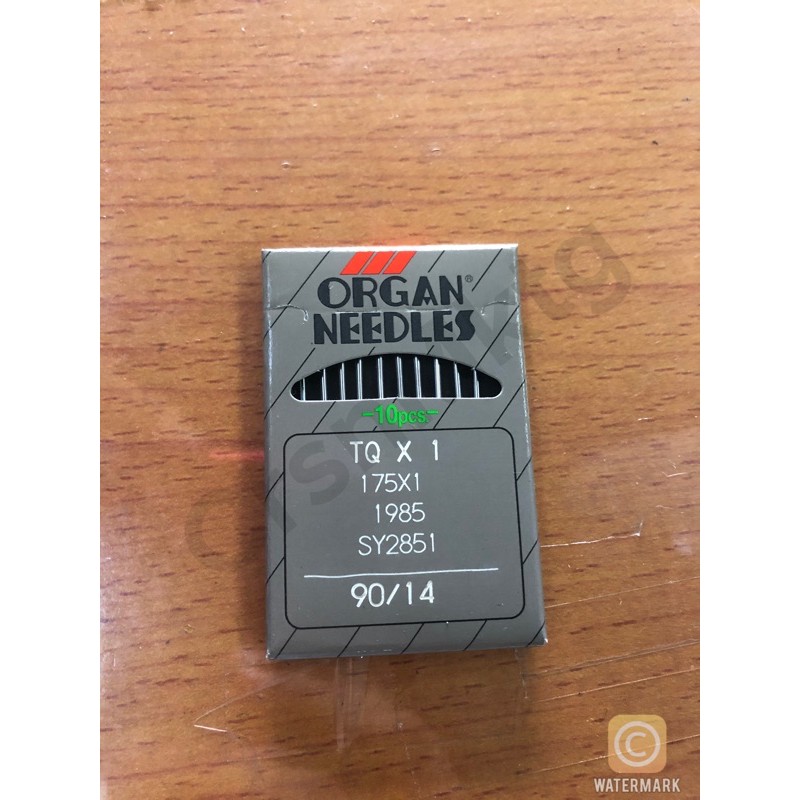 ORGAN®
NEEDLES
-10pcs.-
TQ X 1
175X1
1985
SY2851
90/14
©
WATERMARK